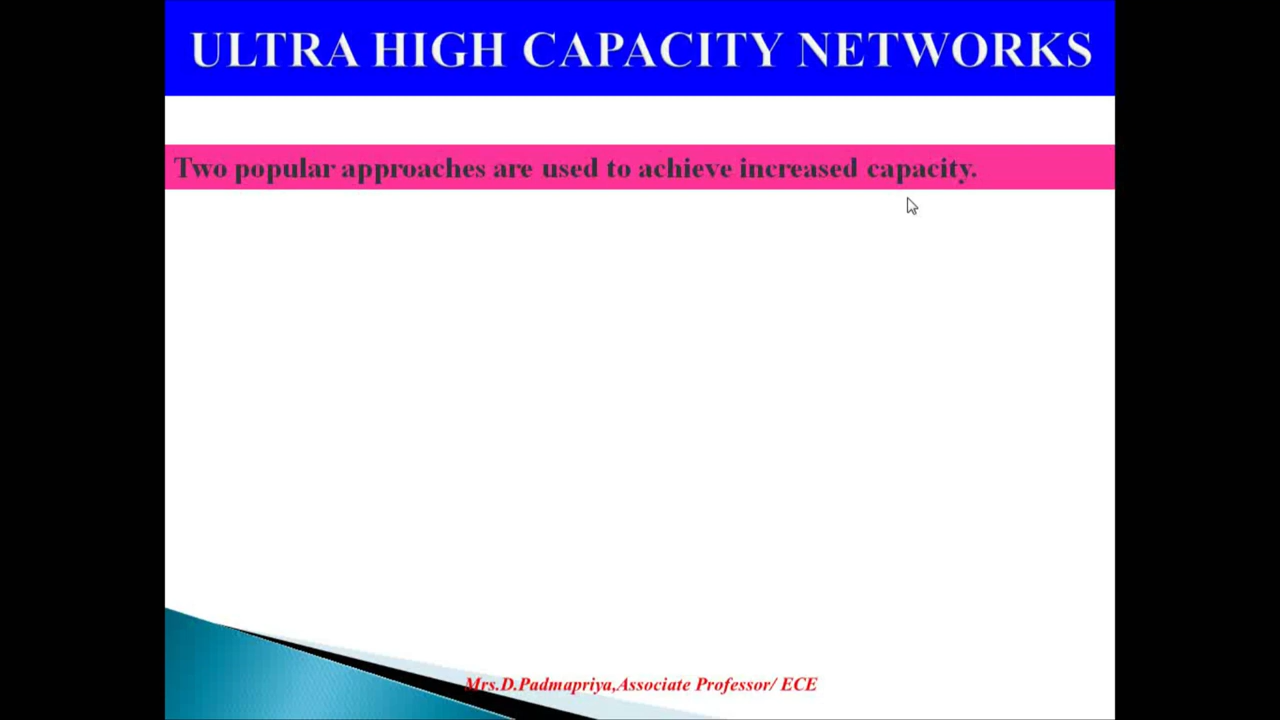 ULTRA HIGH CAPACITY NETWORKS
Two popular approaches are used to achieve increased capacity.
Mrs.D.Padmapriya,Associate Professor/ ECE